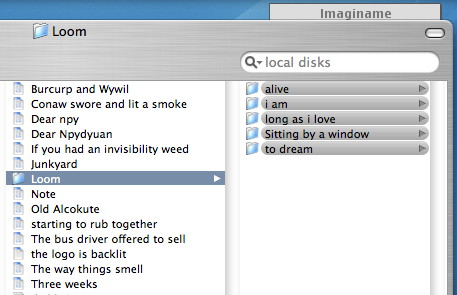 Imaginame
Loom
local disks
Burcurp and Wywil
Conaw swore and lit a smoke
Dear npy
Dear Npydyuan
If you had an invisibility weed
Junkyard
Loom
Note
Old Alcokute
starting to rub together
The bus driver offered to sell
the logo is backlit
The way things smell
Three weeks
alive
i am
long as i love
Sitting by a window
to dream